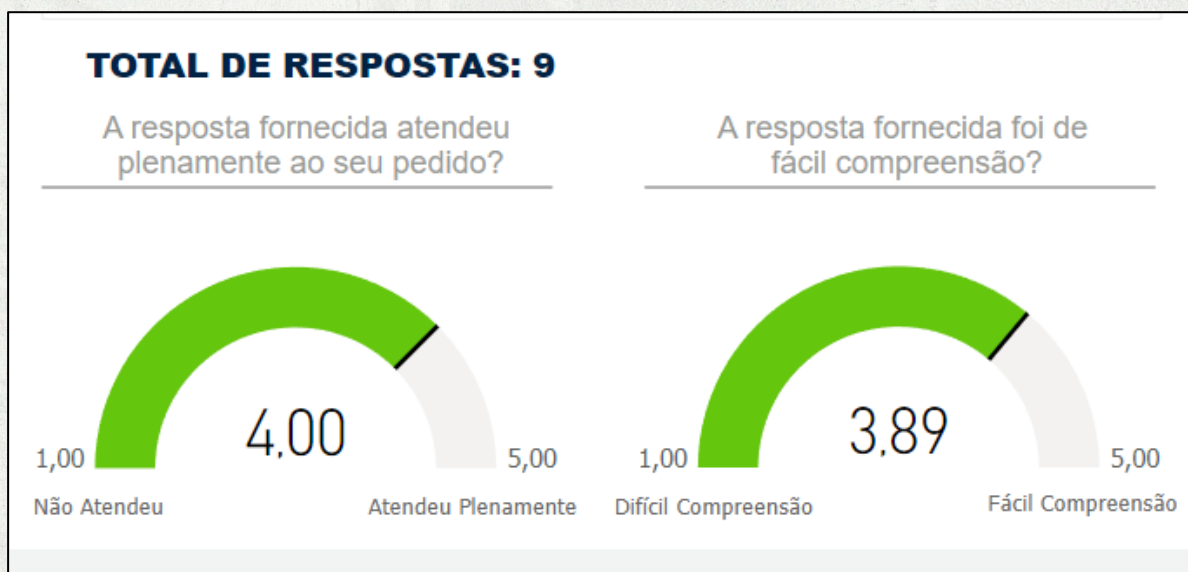 TOTAL DE RESPOSTAS: 9
A resposta fornecida atendeu
plenamente ao seu pedido?
4,00
1,00
5,00
Não Atendeu
Atendeu Plenamente
A resposta fornecida foi de
fácil compreensão?
3,89
1,00
5,00
Difícil Compreensão
Fácil Compreensão